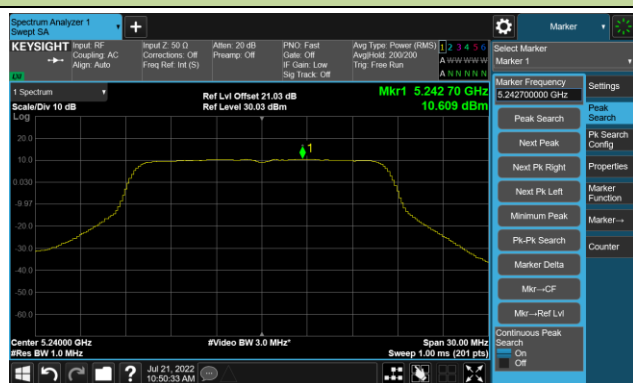 Spectrum Analyzer 1
Swept SA
Marker
KEYSIGHT
Input: RF
Coupling: AC
Align: Auto
Input Z: 50 Ω
Corrections: Off
Freq Ref: Int (S)
Atten: 20 dB
Preamp: Off
PNO: Fast
Gate: Off
IF Gain: Low
Sig Track: Off
Avg Type: Power (RMS)
Avg|Hold: 200/200
Trig: Free Run
1 2 3 4 5 6
A W W W W W
A N N N N N
Select Marker
Marker 1
1 Spectrum
Scale/Div 10 dB
Log
Ref Lvl Offset 21.03 dB
Ref Level 30.03 dBm
Mkr1 5.242 70 GHz
10.609 dBm
20.0
10.0
0.030
-9.97
-20.0
-30.0
-40.0
-50.0
-60.0
1
Center 5.24000 GHz
#Res BW 1.0 MHz
#Video BW 3.0 MHz*
Span 30.00 MHz
Sweep 1.00 ms (201 pts)
Marker Frequency
5.242700000 GHz
Peak Search
Next Peak
Next Pk Right
Next Pk Left
Minimum Peak
Pk-Pk Search
Marker Delta
Mkr→CF
Mkr→Ref Lvl
Continuous Peak
Search
On
Off
Settings
Peak
Search
Pk Search
Config
Properties
Marker
Function
Marker→
Counter
?
Jul 21, 2022
10:50:33 AM